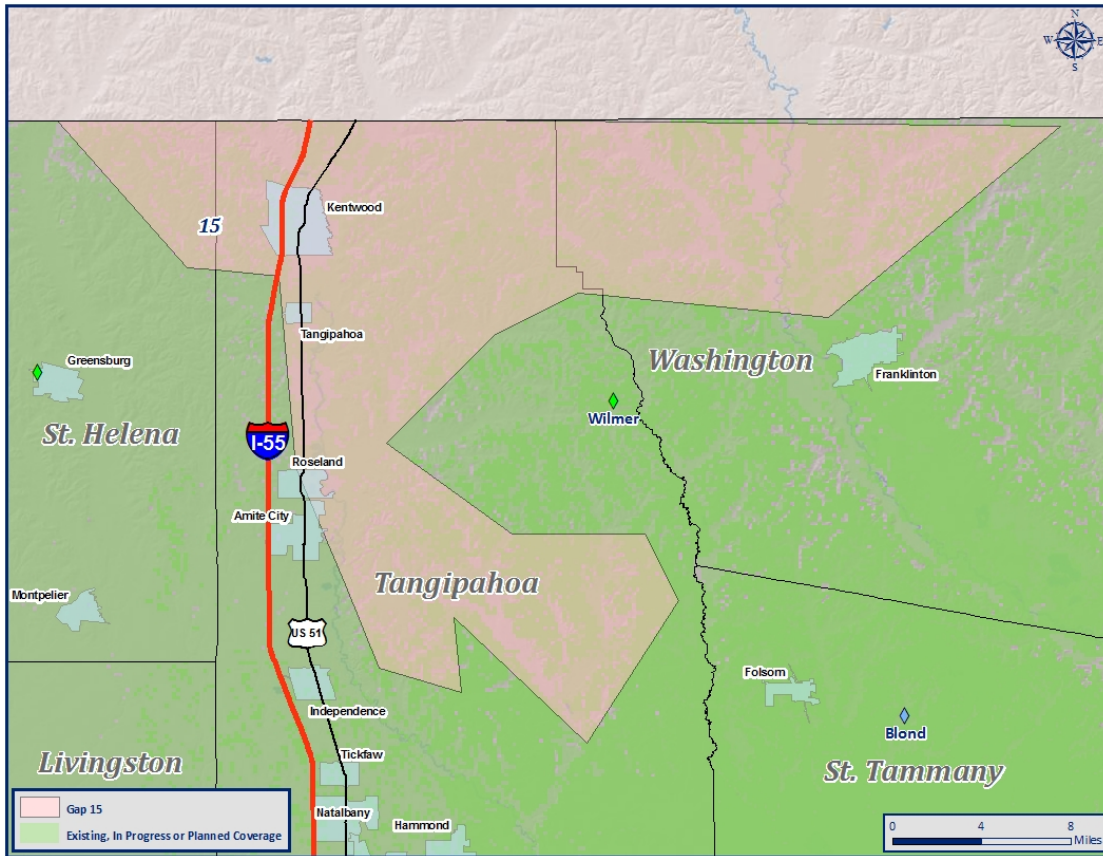 N
W E
S
Kentwood
15
Tangipahoa
Greensburg
Washington
Franklinton
Wilmer
St. Helena
I-55
Roseland
Amite City
Tangipahoa
Montpelier
US 51
Folsom
Independence
Blond
Tickfaw
Livingston
St. Tammany
Gap 15
Natalbany
Existing, In Progress or Planned Coverage
Hammond
0 4 8
Miles